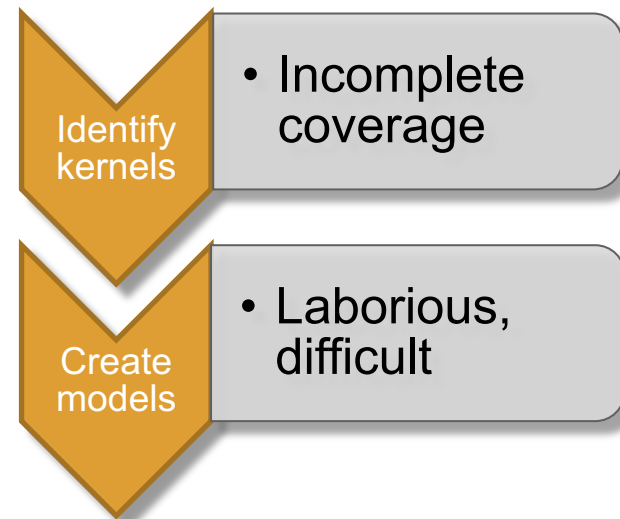 Identify
kernels
• Incomplete
coverage
Create
models
• Laborious,
difficult